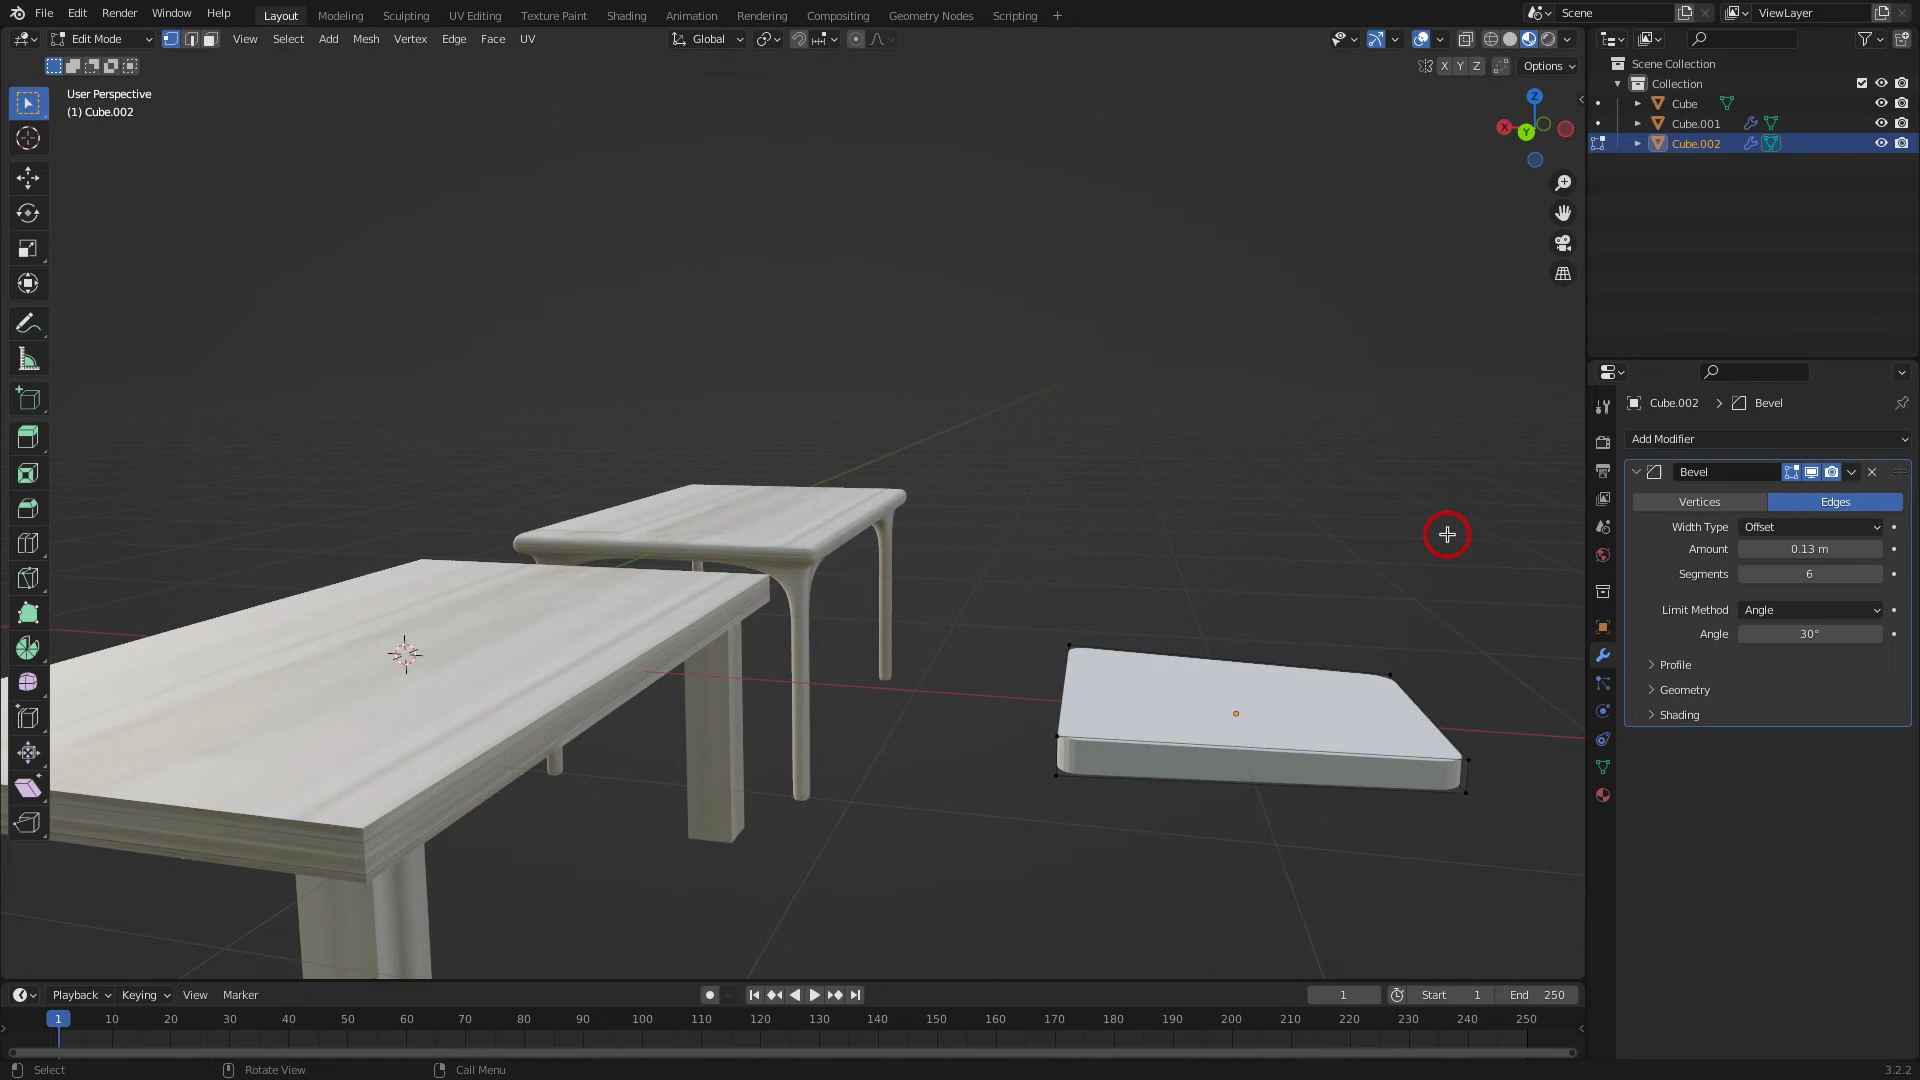 File Edit Render Window Help Layout Modeling Sculpting UV Editing Texture Paint Shading Animation Rendering Compositing Geometry Nodes Scripting + Scene ViewLayer
Edit Mode View Select Add Mesh Vertex Edge Face UV Global
X Y Z Options
User Perspective
(1) Cube.002
Z
X
Y
Scene Collection
Collection
Cube
Cube.001
Cube.002
Cube.002 > Bevel
Add Modifier
Bevel
Vertices Edges
Width Type Offset
Amount 0.13 m
Segments 6
Limit Method Angle
Angle 30°
Profile
Geometry
Shading
Playback Keying View Marker 1 Start 1 End 250
1 10 20 30 40 50 60 70 80 90 100 110 120 130 140 150 160 170 180 190 200 210 220 230 240 250
Select Rotate View Call Menu 3.2.2